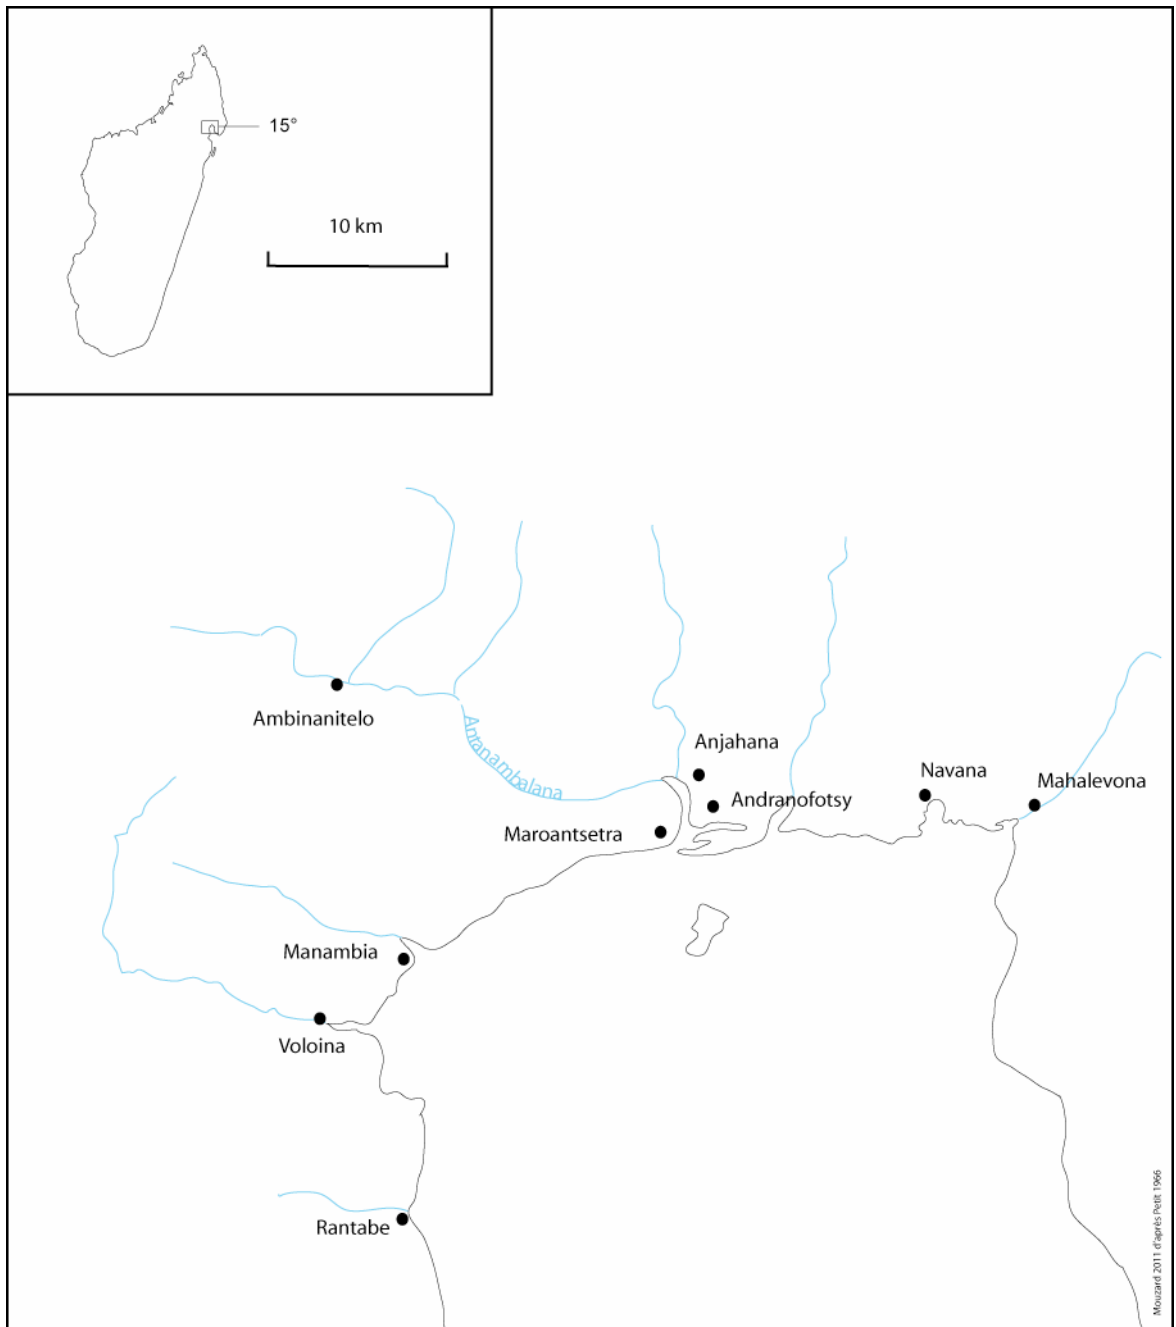 15°
10 km
Ambinanitelo
Antanambalana
Anjahana
Andranofotsy
Maroantsetra
Navana
Mahalevona
Manambia
Voloina
Rantabe
Mouzard 2011 d'après Petit 1966